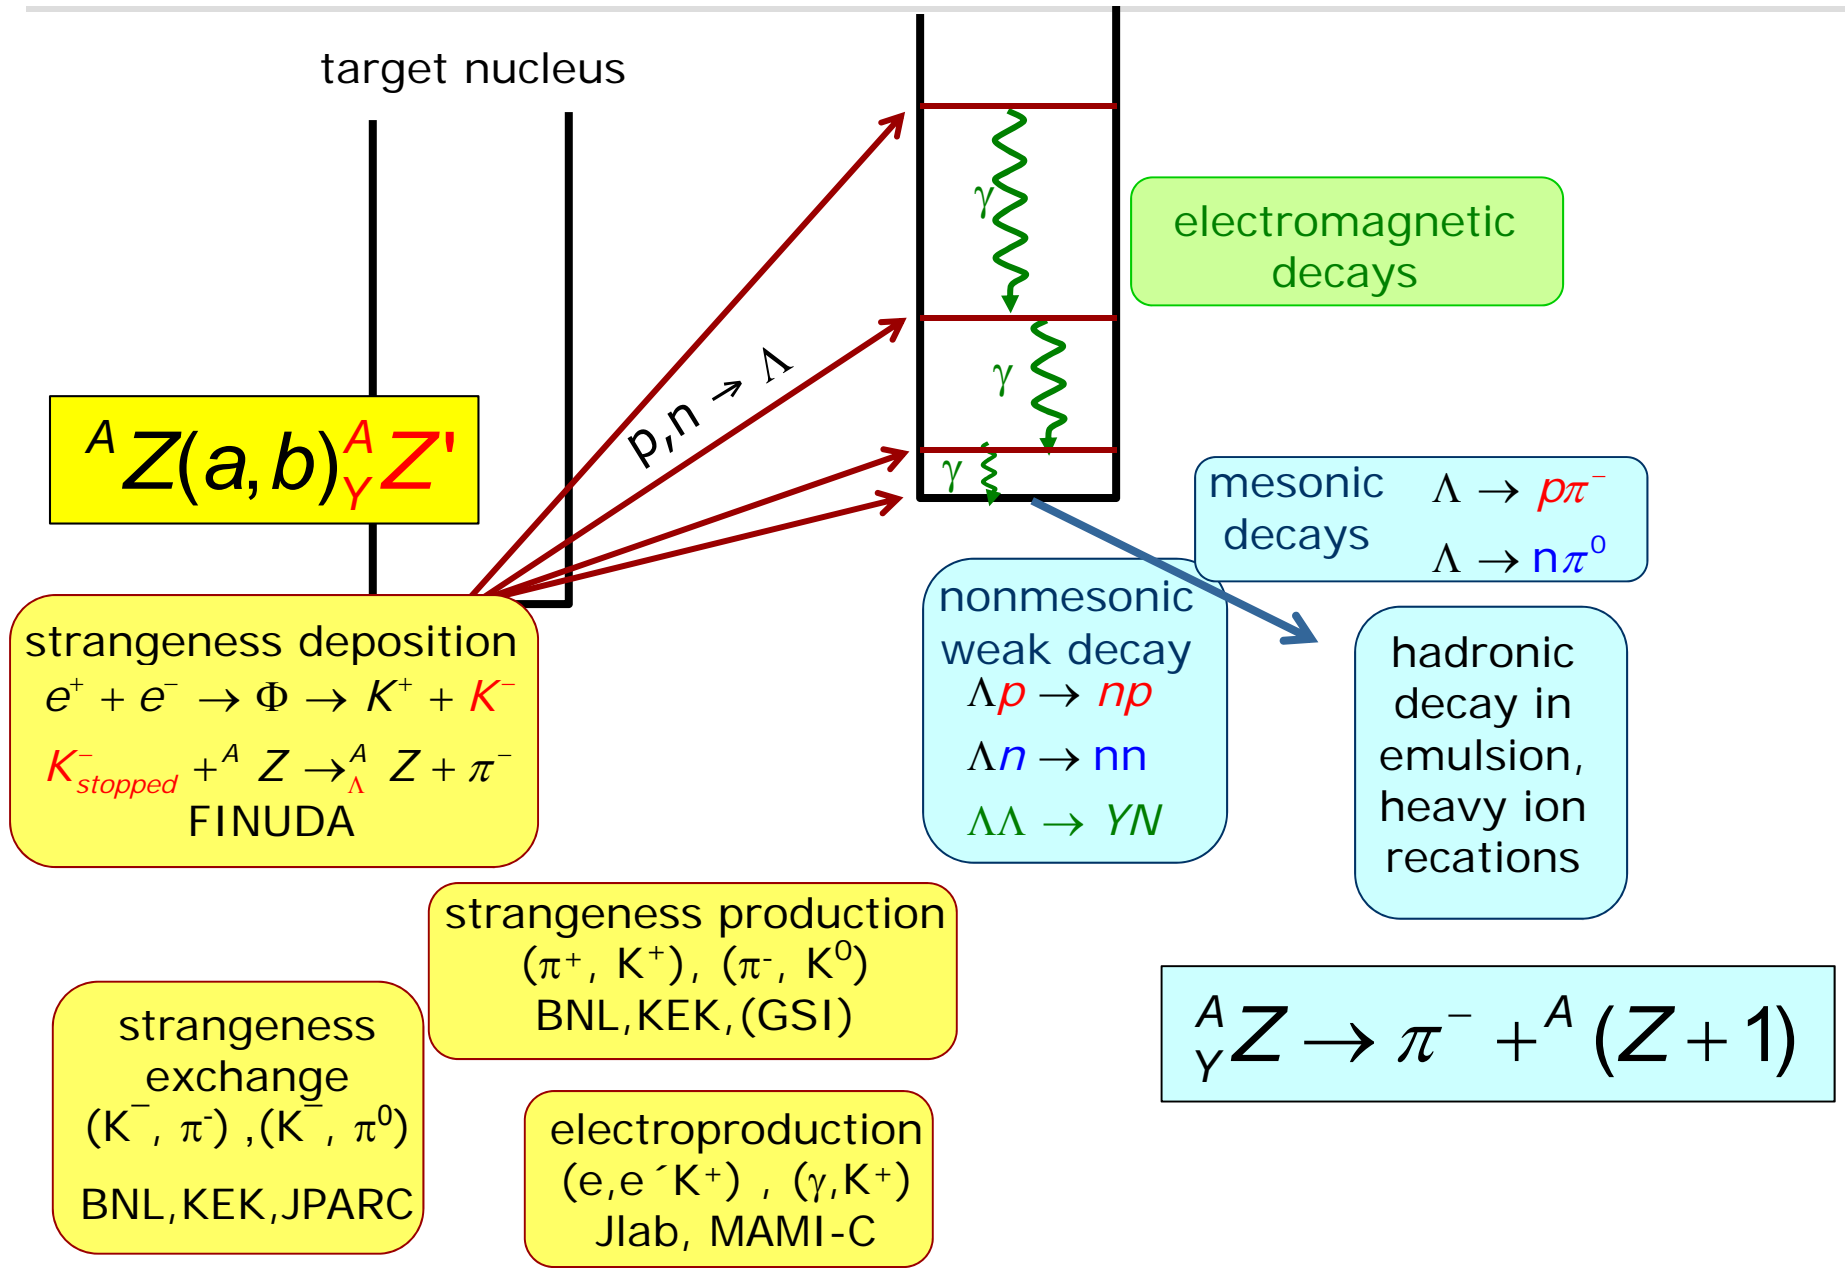 target nucleus
γ
electromagnetic
decays
p,n → Λ
γ
ᴬZ(a,b)ᴬ_Y Z'
γ
mesonic
decays
Λ → pπ⁻
Λ → nπ⁰
nonmesonic
weak decay
Λp → np
Λn → nn
ΛΛ → YN
strangeness deposition
e⁺ + e⁻ → Φ → K⁺ + K⁻
K⁻_stopped + ᴬ Z → ᴬ_Λ Z + π⁻
FINUDA
hadronic
decay in
emulsion,
heavy ion
recations
strangeness production
(π⁺, K⁺), (π⁻, K⁰)
BNL,KEK,(GSI)
strangeness
exchange
(K⁻, π⁻) ,(K⁻, π⁰)
BNL,KEK,JPARC
electroproduction
(e,e´K⁺) , (γ,K⁺)
Jlab, MAMI-C
ᴬ_Y Z → π⁻ + ᴬ (Z + 1)